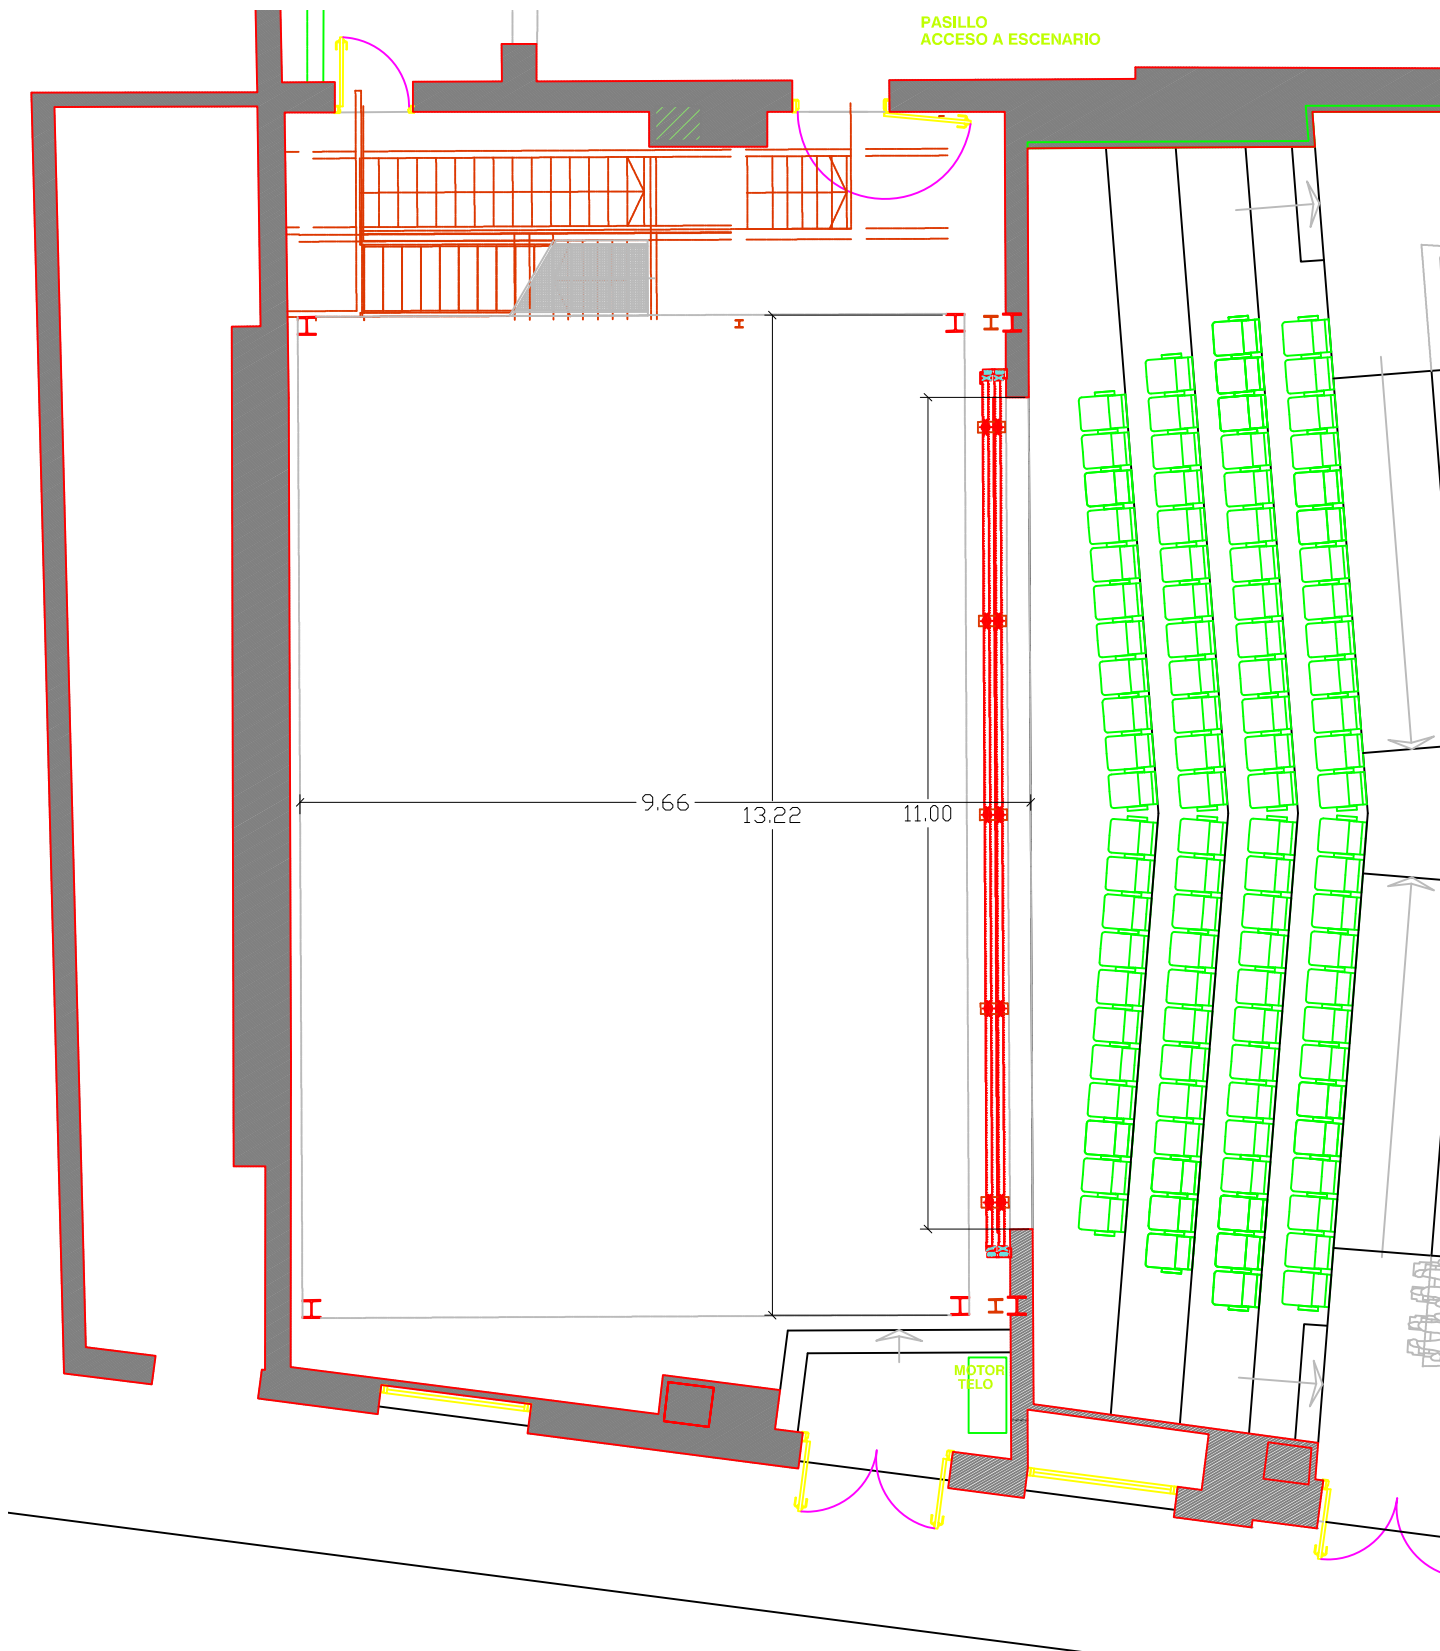 PASILLO
ACCESO A ESCENARIO
9.66
13.22
11.00
MOTOR
TELO